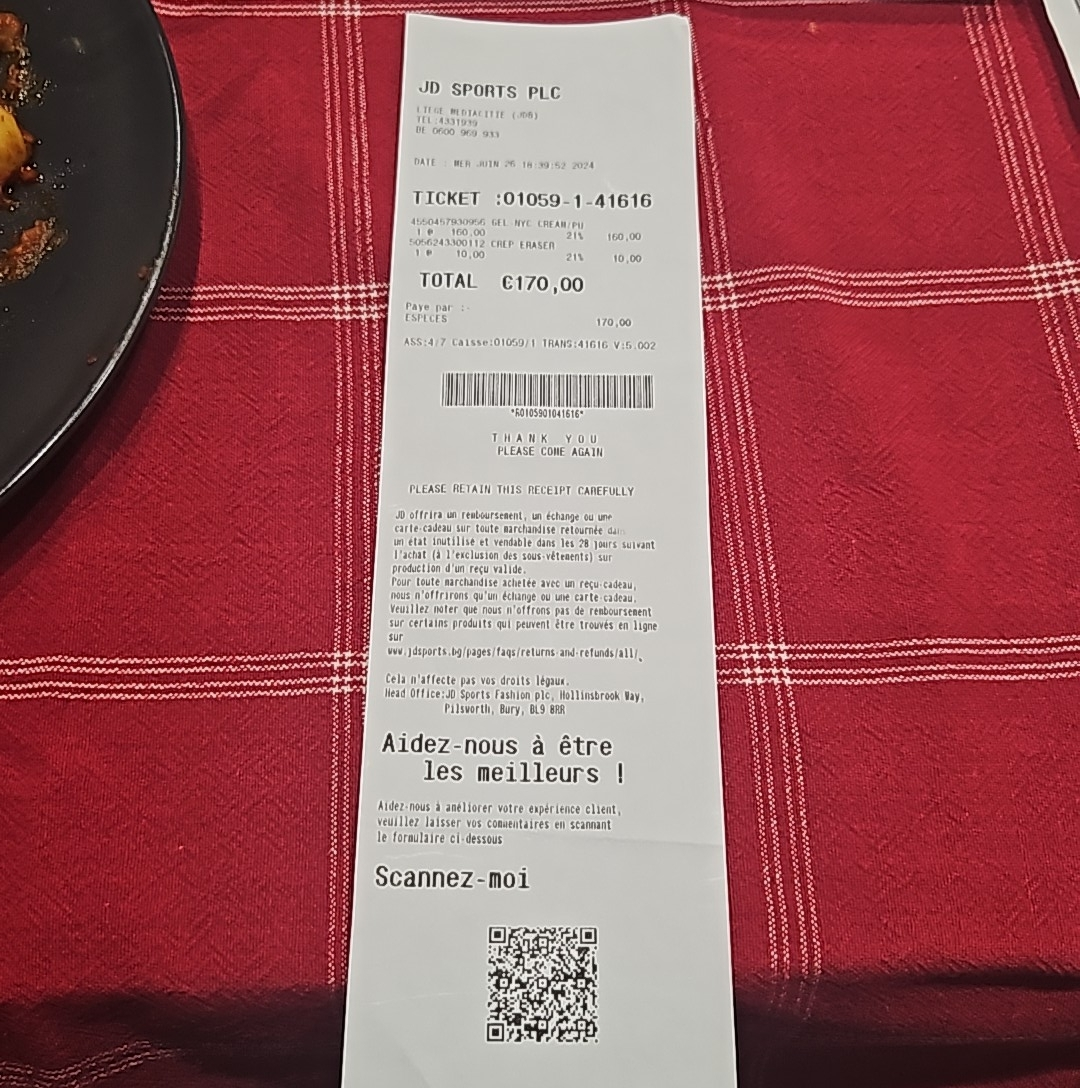 JD SPORTS PLC
LIEGE MEDIACITE (JDB)
TEL:4331939
BE 0600 969 933
DATE : MER JUIN 26 18:39:52 2024
TICKET :01059-1-41616
4550457930956 GEL-NYC CREAM/PU
1 @ 160,00 21% 160,00
5056243300112 CREP ERASER
1 @ 10,00 21% 10,00
TOTAL €170,00
Paye par :-
ESPECES 170,00
ASS:4/7 Caisse:01059/1 TRANS:41616 V:5.002
*R0105901041616*
THANK YOU
PLEASE COME AGAIN
PLEASE RETAIN THIS RECEIPT CAREFULLY
JD offrira un remboursement, un échange ou une
carte-cadeau sur toute marchandise retournée dans
un état inutilisé et vendable dans les 28 jours suivant
l'achat (à l'exclusion des sous-vêtements) sur
production d'un reçu valide.
Pour toute marchandise achetée avec un reçu-cadeau,
nous n'offrirons qu'un échange ou une carte-cadeau.
Veuillez noter que nous n'offrons pas de remboursement
sur certains produits qui peuvent être trouvés en ligne
sur
www.jdsports.bg/pages/faqs/returns-and-refunds/all/.
Cela n'affecte pas vos droits légaux.
Head Office:JD Sports Fashion plc, Hollinsbrook Way,
Pilsworth, Bury, BL9 8RR
Aidez-nous à être
les meilleurs !
Aidez-nous à améliorer votre expérience client,
veuillez laisser vos commentaires en scannant
le formulaire ci-dessous
Scannez-moi